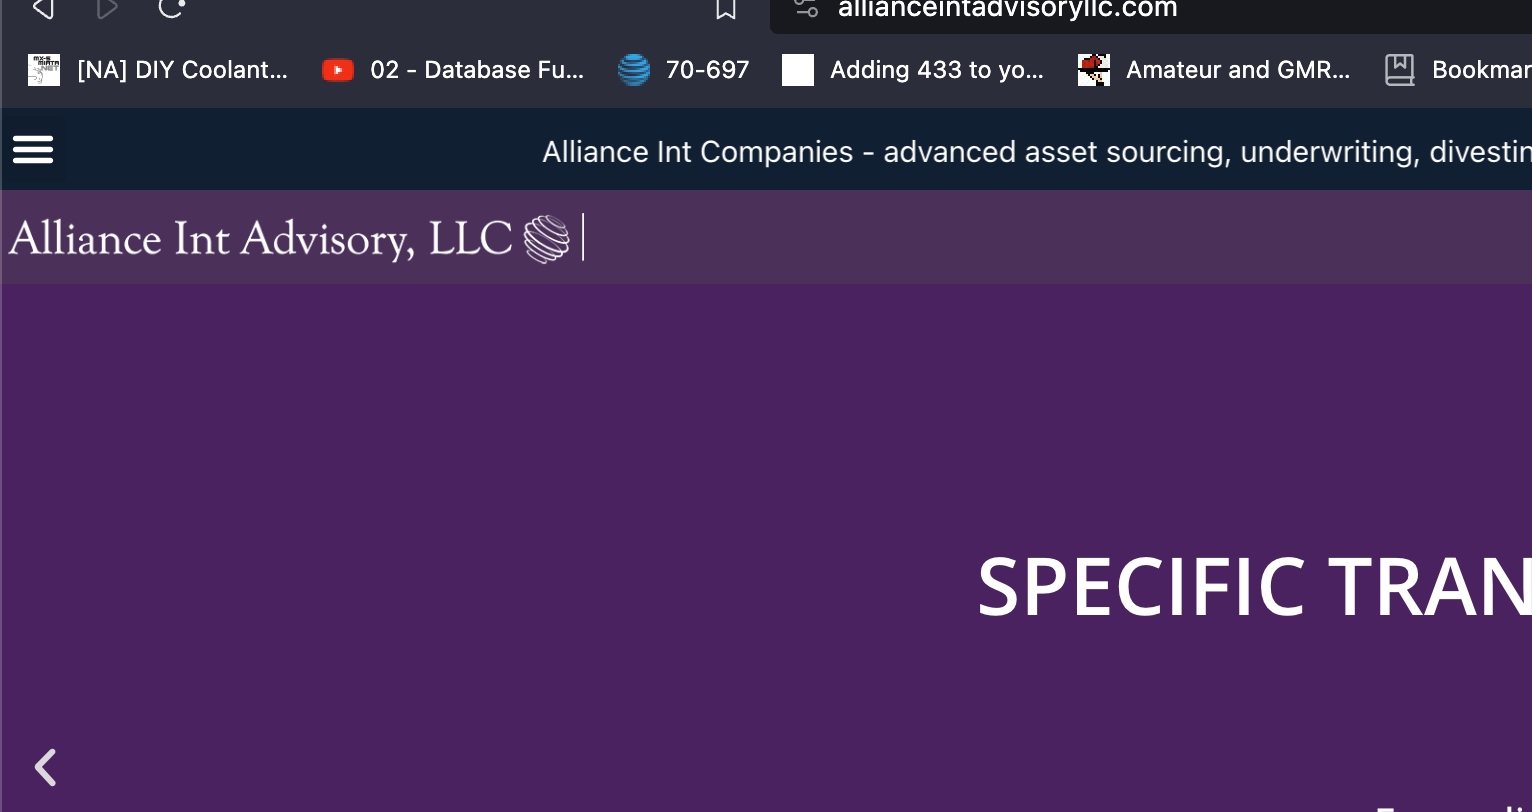 allianceintadvisoryllc.com
[NA] DIY Coolant... 02 - Database Fu... 70-697 Adding 433 to yo... Amateur and GMR... Bookmar
Alliance Int Companies - advanced asset sourcing, underwriting, divestin
Alliance Int Advisory, LLC
SPECIFIC TRAN